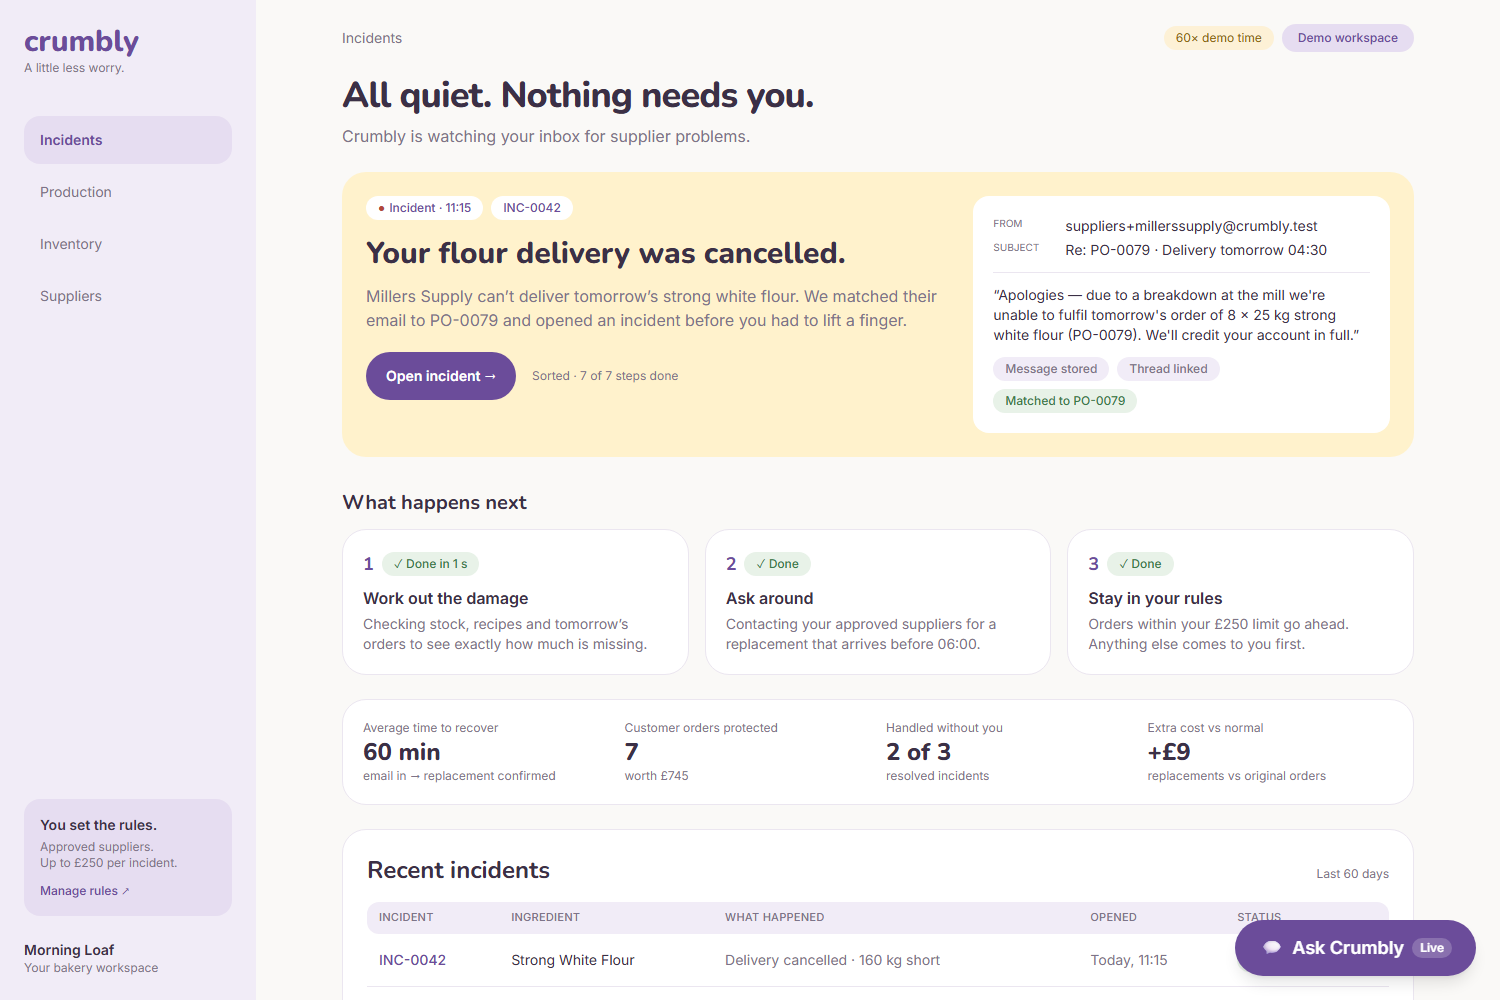 crumbly
A little less worry.
Incidents
Production
Inventory
Suppliers
You set the rules.
Approved suppliers.
Up to £250 per incident.
Manage rules ↗
Morning Loaf
Your bakery workspace
Incidents
60× demo time
Demo workspace
All quiet. Nothing needs you.
Crumbly is watching your inbox for supplier problems.
● Incident · 11:15
INC-0042
Your flour delivery was cancelled.
Millers Supply can’t deliver tomorrow’s strong white flour. We matched their
email to PO-0079 and opened an incident before you had to lift a finger.
Open incident →
Sorted · 7 of 7 steps done
FROM suppliers+millerssupply@crumbly.test
SUBJECT Re: PO-0079 · Delivery tomorrow 04:30
“Apologies — due to a breakdown at the mill we're
unable to fulfil tomorrow's order of 8 × 25 kg strong
white flour (PO-0079). We'll credit your account in full.”
Message stored
Thread linked
Matched to PO-0079
What happens next
1 ✓ Done in 1 s
Work out the damage
Checking stock, recipes and tomorrow’s
orders to see exactly how much is missing.
2 ✓ Done
Ask around
Contacting your approved suppliers for a
replacement that arrives before 06:00.
3 ✓ Done
Stay in your rules
Orders within your £250 limit go ahead.
Anything else comes to you first.
Average time to recover
60 min
email in → replacement confirmed
Customer orders protected
7
worth £745
Handled without you
2 of 3
resolved incidents
Extra cost vs normal
+£9
replacements vs original orders
Recent incidents
Last 60 days
INCIDENT INGREDIENT WHAT HAPPENED OPENED STATUS
INC-0042 Strong White Flour Delivery cancelled · 160 kg short Today, 11:15
Ask Crumbly Live